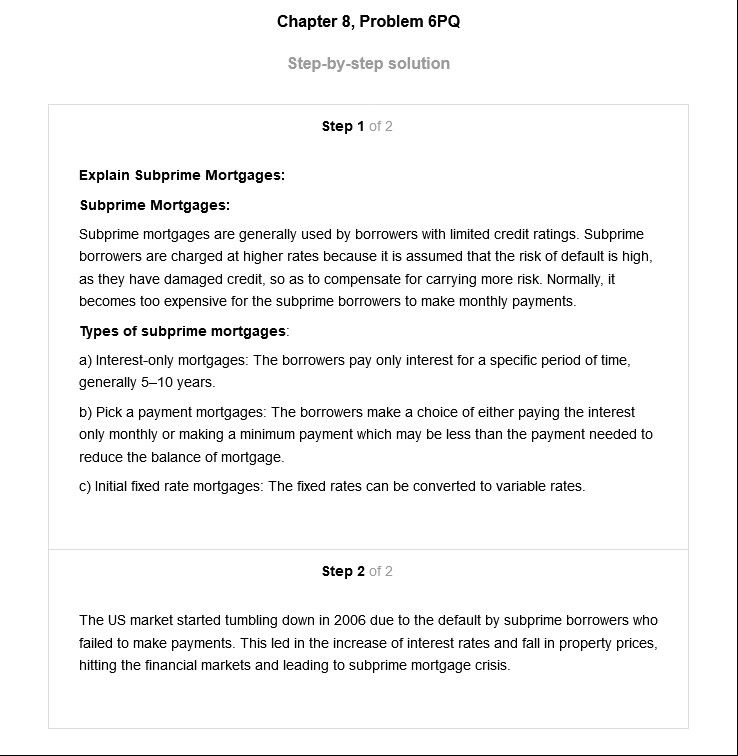 Chapter 8, Problem 6PQ
Step-by-step solution
Step 1 of 2
Explain Subprime Mortgages:
Subprime Mortgages:
Subprime mortgages are generally used by borrowers with limited credit ratings. Subprime
borrowers are charged at higher rates because it is assumed that the risk of default is high,
as they have damaged credit, so as to compensate for carrying more risk. Normally, it
becomes too expensive for the subprime borrowers to make monthly payments.
Types of subprime mortgages:
a) Interest-only mortgages: The borrowers pay only interest for a specific period of time,
generally 5–10 years.
b) Pick a payment mortgages: The borrowers make a choice of either paying the interest
only monthly or making a minimum payment which may be less than the payment needed to
reduce the balance of mortgage.
c) Initial fixed rate mortgages: The fixed rates can be converted to variable rates.
Step 2 of 2
The US market started tumbling down in 2006 due to the default by subprime borrowers who
failed to make payments. This led in the increase of interest rates and fall in property prices,
hitting the financial markets and leading to subprime mortgage crisis.